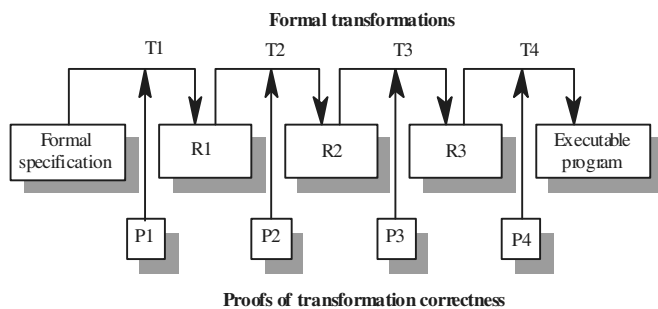 Formal transformations
T1
T2
T3
T4
Formal
specification
R1
R2
R3
Executable
program
P1
P2
P3
P4
Proofs of transformation correctness